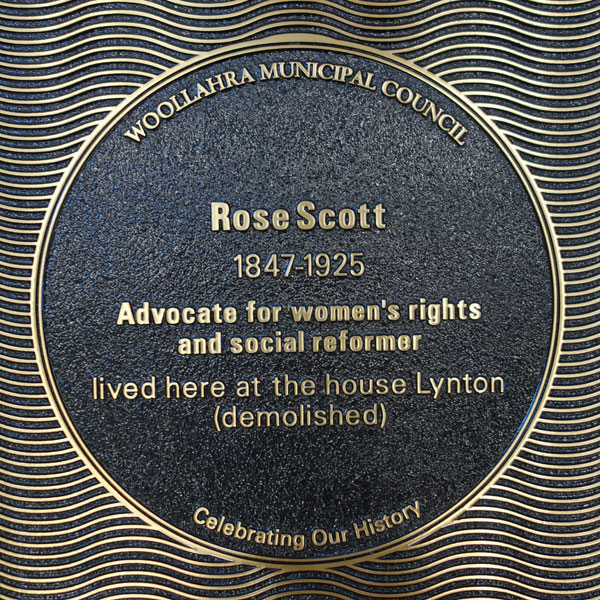 WOOLLAHRA MUNICIPAL COUNCIL
Rose Scott
1847-1925
Advocate for women's rights
and social reformer
lived here at the house Lynton
(demolished)
Celebrating Our History